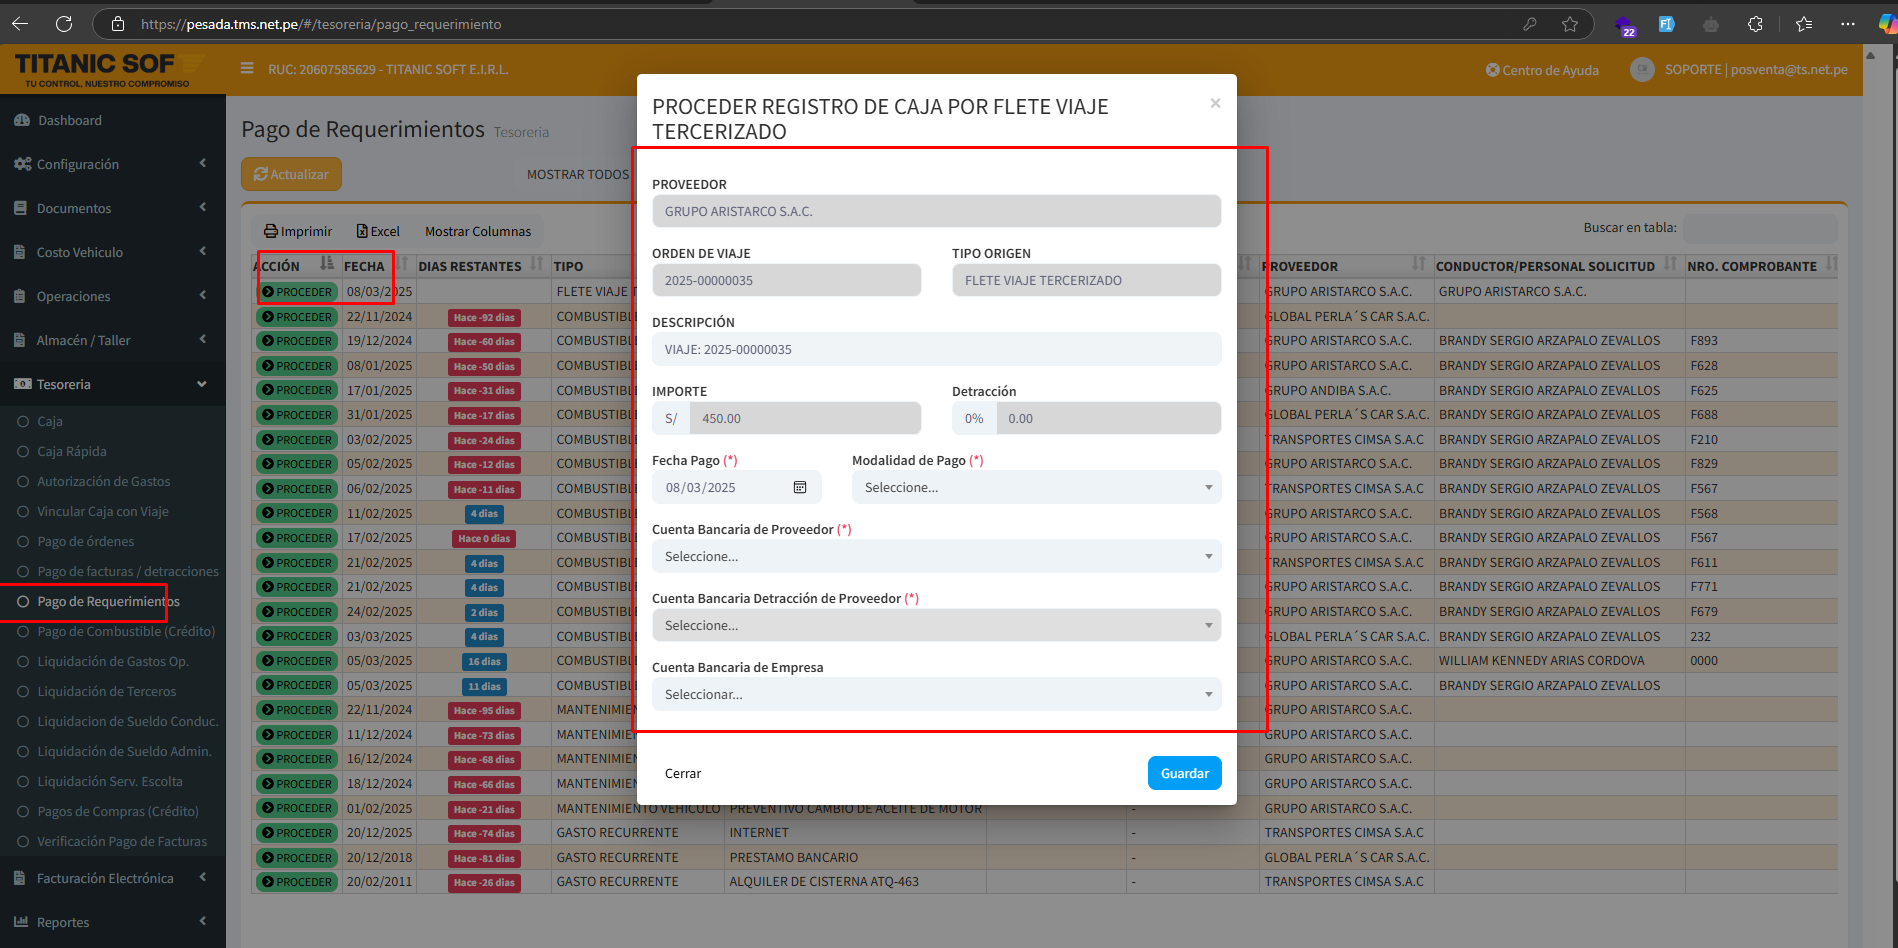 https://pesada.tms.net.pe/#/tesoreria/pago_requerimiento
22
TITANIC SOF
TU CONTROL, NUESTRO COMPROMISO
RUC: 20607585629 - TITANIC SOFT E.I.R.L.
Centro de Ayuda
SOPORTE | posventa@ts.net.pe
Dashboard
Configuración
Documentos
Costo Vehiculo
Operaciones
Almacén / Taller
Tesoreria
Caja
Caja Rápida
Autorización de Gastos
Vincular Caja con Viaje
Pago de órdenes
Pago de facturas / detracciones
Pago de Requerimientos
Pago de Combustible (Crédito)
Liquidación de Gastos Op.
Liquidación de Terceros
Liquidacion de Sueldo Conduc.
Liquidación de Sueldo Admin.
Liquidación Serv. Escolta
Pagos de Compras (Crédito)
Verificación Pago de Facturas
Facturación Electrónica
Reportes
Pago de Requerimientos Tesoreria
Actualizar
MOSTRAR TODOS
Imprimir Excel Mostrar Columnas
Buscar en tabla:
ACCIÓN FECHA DIAS RESTANTES TIPO PROVEEDOR CONDUCTOR/PERSONAL SOLICITUD NRO. COMPROBANTE
PROCEDER 08/03/2025 FLETE VIAJE T GRUPO ARISTARCO S.A.C. GRUPO ARISTARCO S.A.C.
PROCEDER 22/11/2024 Hace -92 dias COMBUSTIBLE GLOBAL PERLA´S CAR S.A.C.
PROCEDER 19/12/2024 Hace -60 dias COMBUSTIBLE GRUPO ARISTARCO S.A.C. BRANDY SERGIO ARZAPALO ZEVALLOS F893
PROCEDER 08/01/2025 Hace -50 dias COMBUSTIBLE GRUPO ARISTARCO S.A.C. BRANDY SERGIO ARZAPALO ZEVALLOS F628
PROCEDER 17/01/2025 Hace -31 dias COMBUSTIBLE GRUPO ANDIBA S.A.C. BRANDY SERGIO ARZAPALO ZEVALLOS F625
PROCEDER 31/01/2025 Hace -17 dias COMBUSTIBLE GLOBAL PERLA´S CAR S.A.C. BRANDY SERGIO ARZAPALO ZEVALLOS F688
PROCEDER 03/02/2025 Hace -24 dias COMBUSTIBLE TRANSPORTES CIMSA S.A.C BRANDY SERGIO ARZAPALO ZEVALLOS F210
PROCEDER 05/02/2025 Hace -12 dias COMBUSTIBLE GRUPO ARISTARCO S.A.C. BRANDY SERGIO ARZAPALO ZEVALLOS F829
PROCEDER 06/02/2025 Hace -11 dias COMBUSTIBLE TRANSPORTES CIMSA S.A.C BRANDY SERGIO ARZAPALO ZEVALLOS F567
PROCEDER 11/02/2025 4 dias COMBUSTIBLE GRUPO ARISTARCO S.A.C. BRANDY SERGIO ARZAPALO ZEVALLOS F568
PROCEDER 17/02/2025 Hace 0 dias COMBUSTIBLE GRUPO ARISTARCO S.A.C. BRANDY SERGIO ARZAPALO ZEVALLOS F567
PROCEDER 21/02/2025 4 dias COMBUSTIBLE TRANSPORTES CIMSA S.A.C BRANDY SERGIO ARZAPALO ZEVALLOS F611
PROCEDER 21/02/2025 4 dias COMBUSTIBLE GRUPO ARISTARCO S.A.C. BRANDY SERGIO ARZAPALO ZEVALLOS F771
PROCEDER 24/02/2025 2 dias COMBUSTIBLE GRUPO ARISTARCO S.A.C. BRANDY SERGIO ARZAPALO ZEVALLOS F679
PROCEDER 03/03/2025 4 dias COMBUSTIBLE GLOBAL PERLA´S CAR S.A.C. BRANDY SERGIO ARZAPALO ZEVALLOS 232
PROCEDER 05/03/2025 16 dias COMBUSTIBLE GRUPO ARISTARCO S.A.C. WILLIAM KENNEDY ARIAS CORDOVA 0000
PROCEDER 05/03/2025 11 dias COMBUSTIBLE GRUPO ARISTARCO S.A.C. BRANDY SERGIO ARZAPALO ZEVALLOS
PROCEDER 22/11/2024 Hace -95 dias MANTENIMIEN GRUPO ARISTARCO S.A.C.
PROCEDER 11/12/2024 Hace -73 dias MANTENIMIEN GRUPO ARISTARCO S.A.C.
PROCEDER 16/12/2024 Hace -68 dias MANTENIMIEN GRUPO ARISTARCO S.A.C.
PROCEDER 18/12/2024 Hace -66 dias MANTENIMIEN GRUPO ARISTARCO S.A.C.
PROCEDER 01/02/2025 Hace -21 dias MANTENIMIENTO VEHICULO PREVENTIVO CAMBIO DE ACEITE DE MOTOR - GRUPO ARISTARCO S.A.C.
PROCEDER 20/12/2025 Hace -74 dias GASTO RECURRENTE INTERNET - TRANSPORTES CIMSA S.A.C
PROCEDER 20/12/2018 Hace -81 dias GASTO RECURRENTE PRESTAMO BANCARIO - GLOBAL PERLA´S CAR S.A.C.
PROCEDER 20/02/2011 Hace -26 dias GASTO RECURRENTE ALQUILER DE CISTERNA ATQ-463 - TRANSPORTES CIMSA S.A.C
PROCEDER REGISTRO DE CAJA POR FLETE VIAJE
TERCERIZADO
×
PROVEEDOR
GRUPO ARISTARCO S.A.C.
ORDEN DE VIAJE TIPO ORIGEN
2025-00000035 FLETE VIAJE TERCERIZADO
DESCRIPCIÓN
VIAJE: 2025-00000035
IMPORTE Detracción
S/ 450.00 0% 0.00
Fecha Pago (*) Modalidad de Pago (*)
08/03/2025 Seleccione...
Cuenta Bancaria de Proveedor (*)
Seleccione...
Cuenta Bancaria Detracción de Proveedor (*)
Seleccione...
Cuenta Bancaria de Empresa
Seleccionar...
Cerrar Guardar